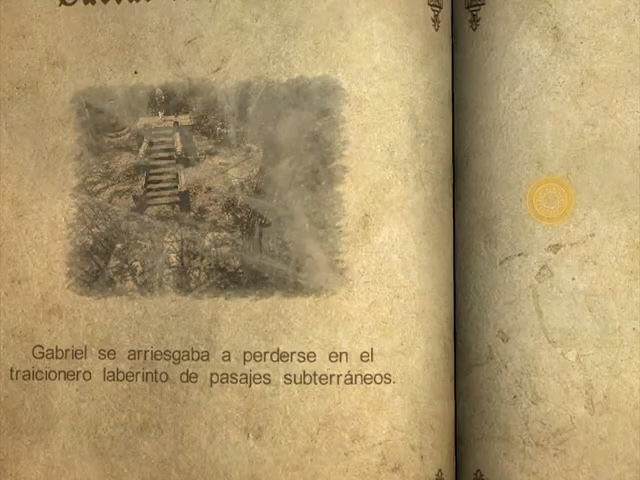 Gabriel se arriesgaba a perderse en el
traicionero laberinto de pasajes subterráneos.